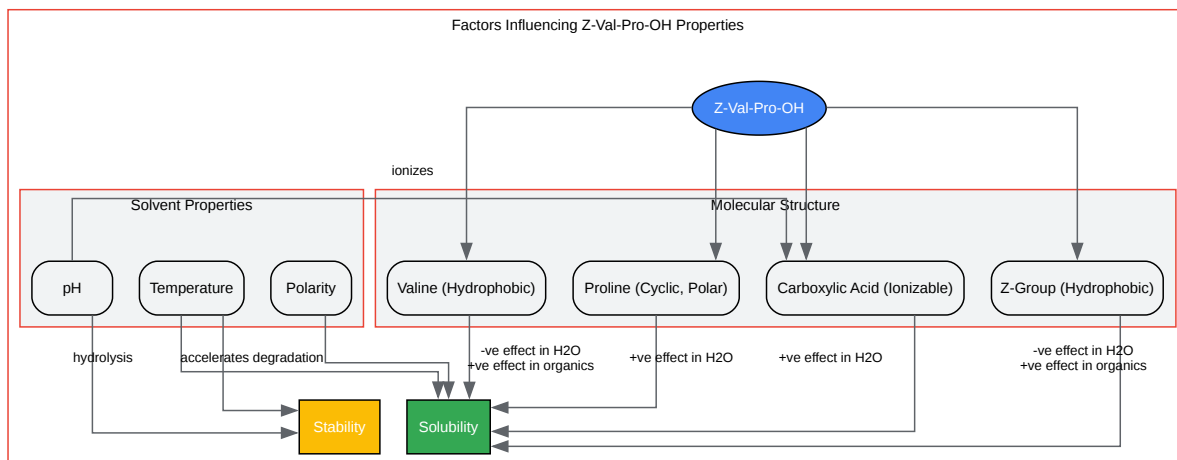 Factors Influencing Z-Val-Pro-OH Properties
Z-Val-Pro-OH
ionizes
Solvent Properties
Molecular Structure
pH
Temperature
Polarity
Valine (Hydrophobic)
Proline (Cyclic, Polar)
Carboxylic Acid (Ionizable)
Z-Group (Hydrophobic)
hydrolysis
accelerates degradation
-ve effect in H2O
+ve effect in organics
+ve effect in H2O
+ve effect in H2O
-ve effect in H2O
+ve effect in organics
Stability
Solubility